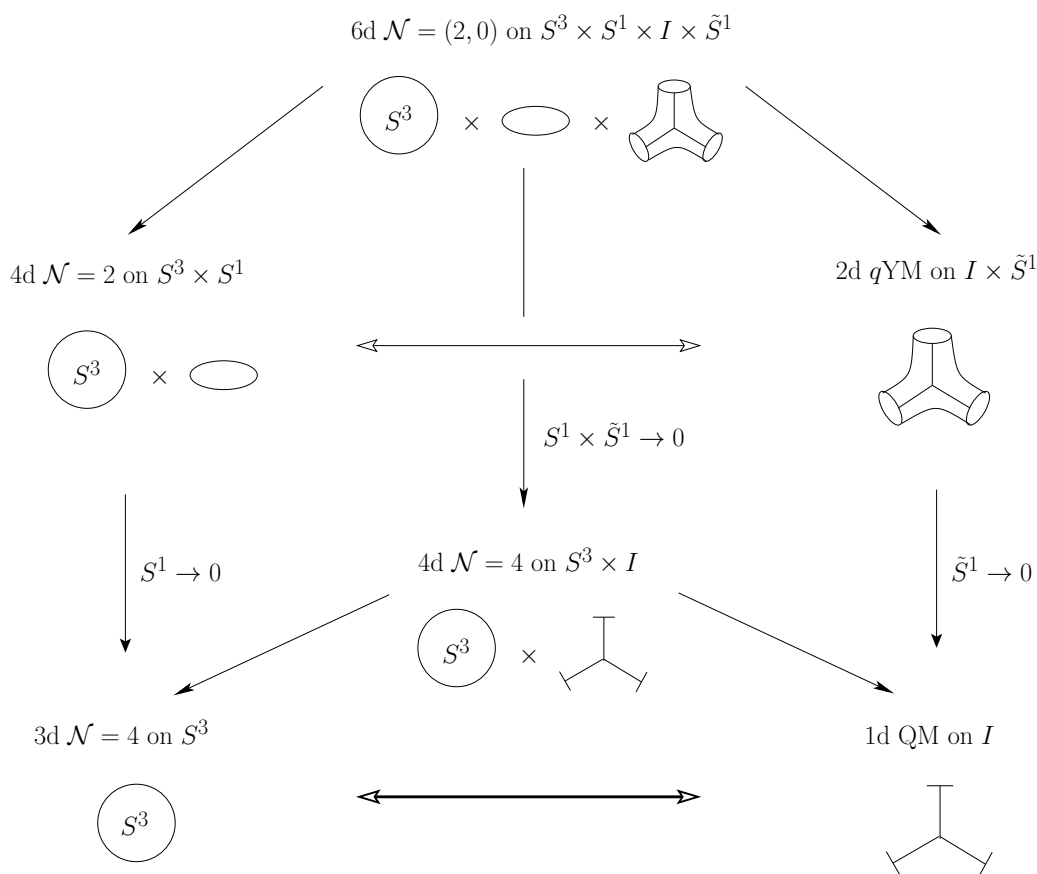 6d 𝒩 = (2, 0) on S³ × S¹ × I × S̃¹
S³ × ×
4d 𝒩 = 2 on S³ × S¹
2d qYM on I × S̃¹
S³ ×
S¹ × S̃¹ → 0
4d 𝒩 = 4 on S³ × I
S¹ → 0
S̃¹ → 0
S³ ×
3d 𝒩 = 4 on S³
1d QM on I
S³